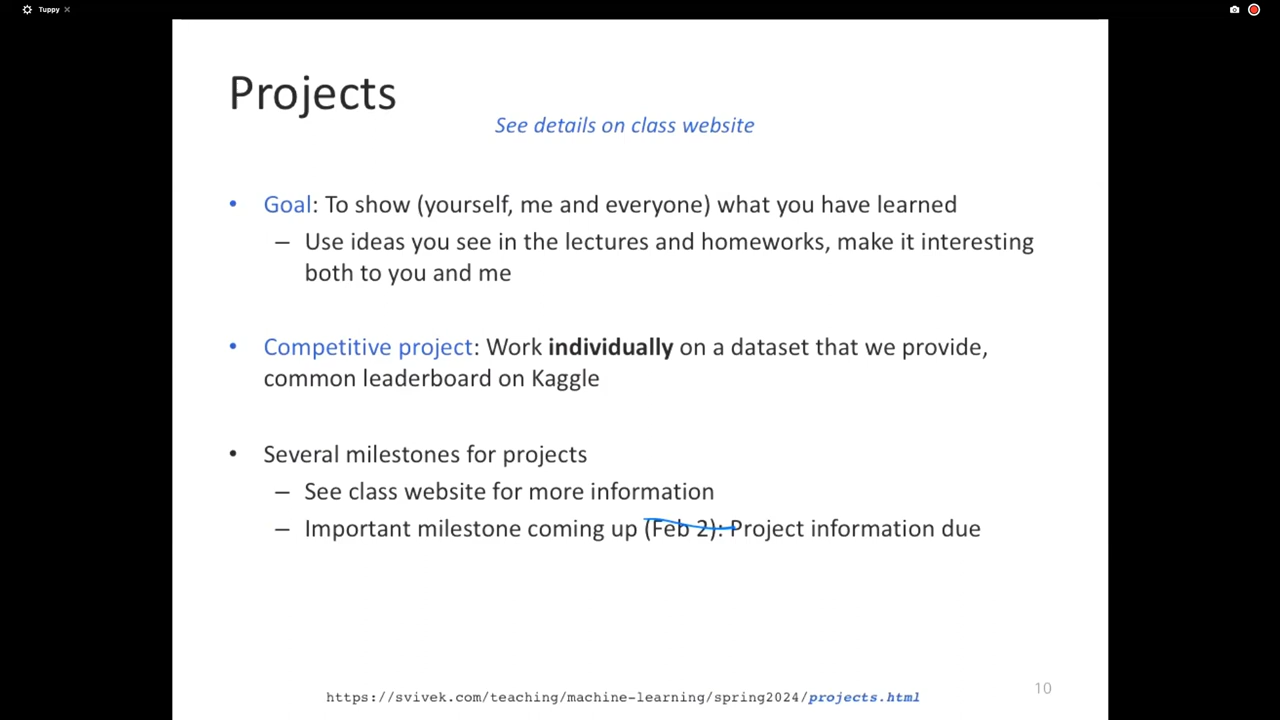 Tuppy
Projects
See details on class website
• Goal: To show (yourself, me and everyone) what you have learned
– Use ideas you see in the lectures and homeworks, make it interesting
both to you and me
• Competitive project: Work individually on a dataset that we provide,
common leaderboard on Kaggle
• Several milestones for projects
– See class website for more information
– Important milestone coming up (Feb 2): Project information due
https://svivek.com/teaching/machine-learning/spring2024/projects.html
10